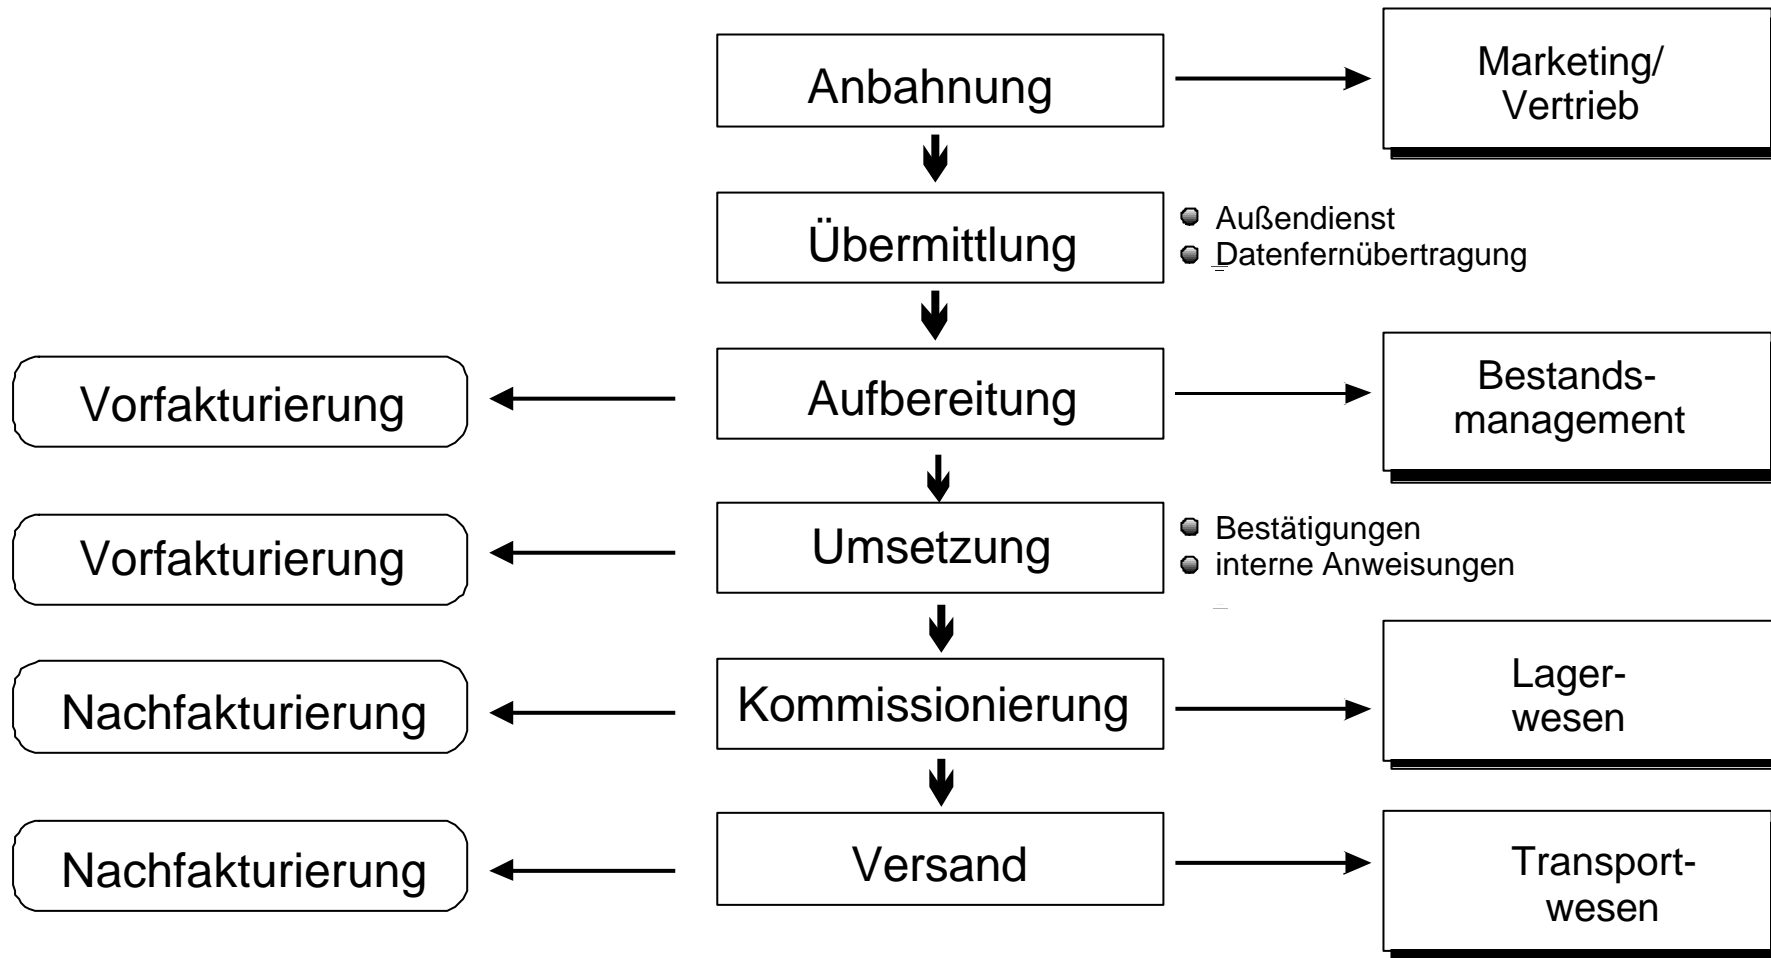 Anbahnung
Marketing/
Vertrieb
Übermittlung
Außendienst
Datenfernübertragung
Vorfakturierung
Aufbereitung
Bestands-
management
Vorfakturierung
Umsetzung
Bestätigungen
interne Anweisungen
Nachfakturierung
Kommissionierung
Lager-
wesen
Nachfakturierung
Versand
Transport-
wesen